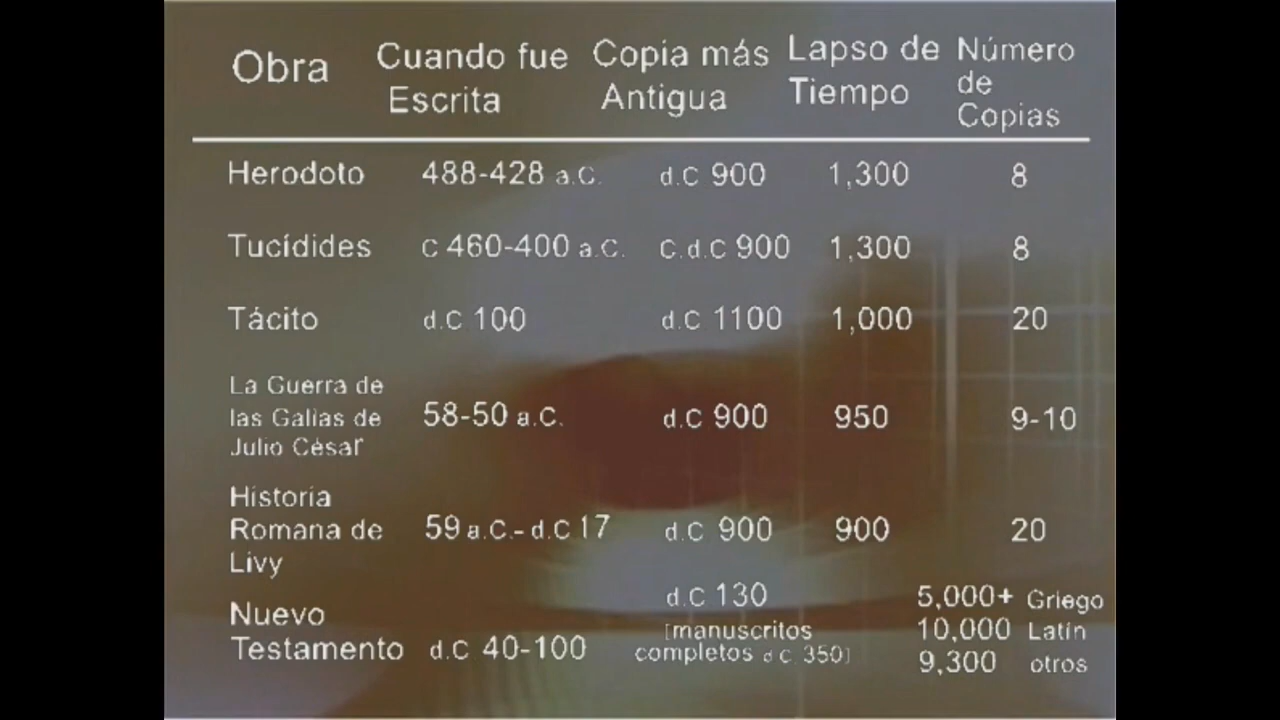 Obra Cuando fue Escrita Copia más Antigua Lapso de Tiempo Número de Copias
Herodoto 488-428 a.C. d.C 900 1,300 8
Tucídides C 460-400 a.C. C.d.C 900 1,300 8
Tácito d.C 100 d.C 1100 1,000 20
La Guerra de las Galias de Julio César 58-50 a.C. d.C 900 950 9-10
Historia Romana de Livy 59 a.C.- d.C 17 d.C 900 900 20
Nuevo Testamento d.C 40-100 d.C 130 [manuscritos completos d C. 350] 5,000+ Griego 10,000 Latín 9,300 otros